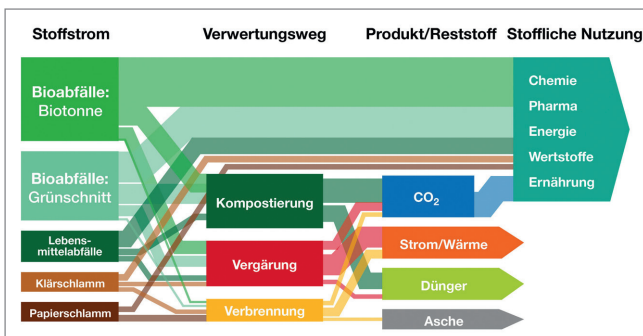 Stoffstrom
Verwertungsweg
Produkt/Reststoff
Stoffliche Nutzung
Bioabfälle:
Biotonne
Bioabfälle:
Grünschnitt
Lebens-
mittelabfälle
Klärschlamm
Papierschlamm
Kompostierung
Vergärung
Verbrennung
CO₂
Strom/Wärme
Dünger
Asche
Chemie
Pharma
Energie
Wertstoffe
Ernährung